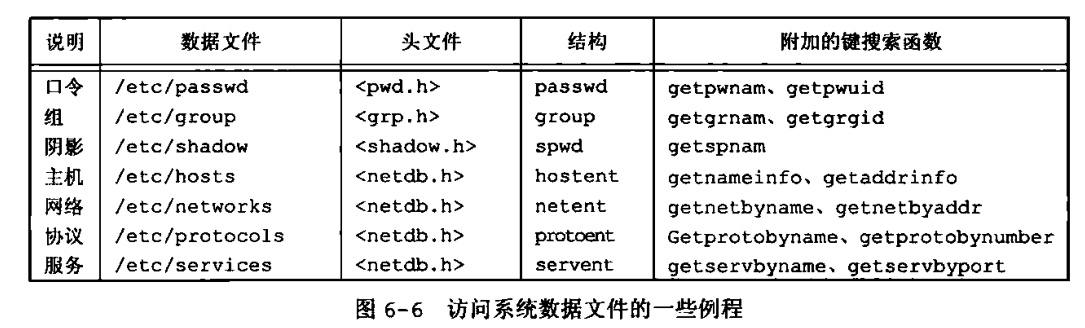 说明 数据文件 头文件 结构 附加的键搜索函数
口令 /etc/passwd <pwd.h> passwd getpwnam、getpwuid
组 /etc/group <grp.h> group getgrnam、getgrgid
阴影 /etc/shadow <shadow.h> spwd getspnam
主机 /etc/hosts <netdb.h> hostent getnameinfo、getaddrinfo
网络 /etc/networks <netdb.h> netent getnetbyname、getnetbyaddr
协议 /etc/protocols <netdb.h> protoent Getprotobyname、getprotobynumber
服务 /etc/services <netdb.h> servent getservbyname、getservbyport
图 6-6 访问系统数据文件的一些例程